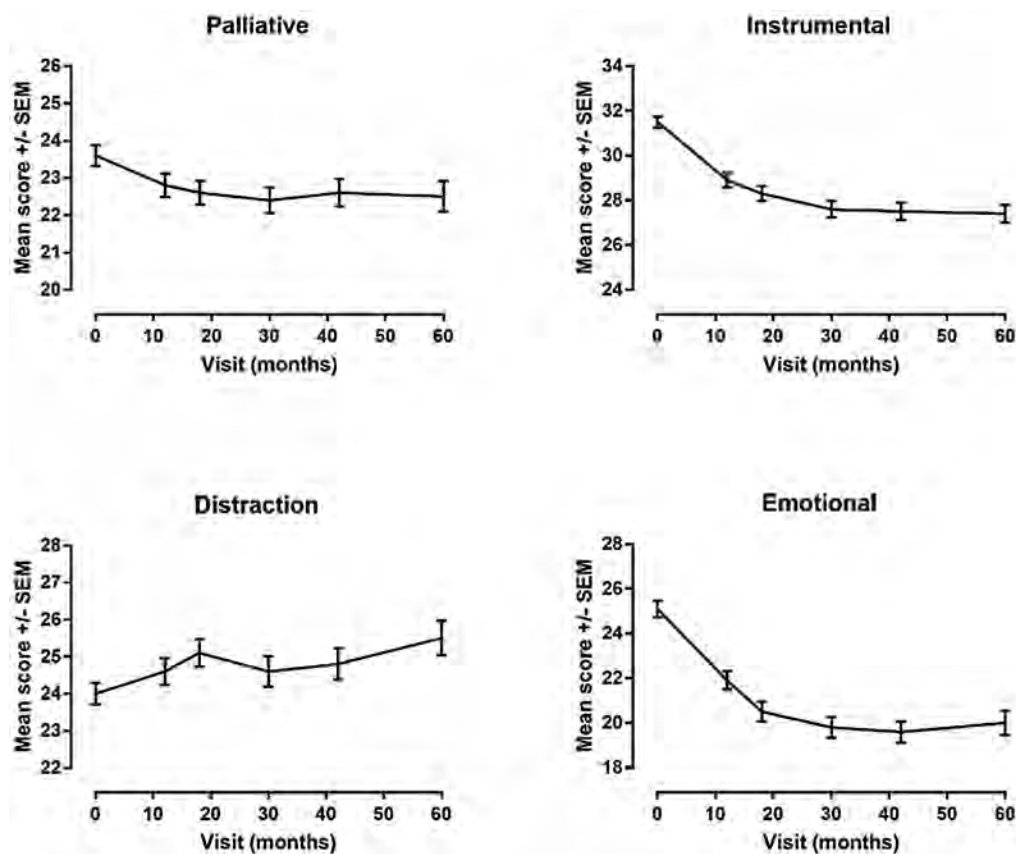 Palliative
Mean score +/- SEM
26
25
24
23
22
21
20
0 10 20 30 40 50 60
Visit (months)
Instrumental
Mean score +/- SEM
34
32
30
28
26
24
0 10 20 30 40 50 60
Visit (months)
Distraction
Mean score +/- SEM
28
27
26
25
24
23
22
0 10 20 30 40 50 60
Visit (months)
Emotional
Mean score +/- SEM
28
26
24
22
20
18
0 10 20 30 40 50 60
Visit (months)